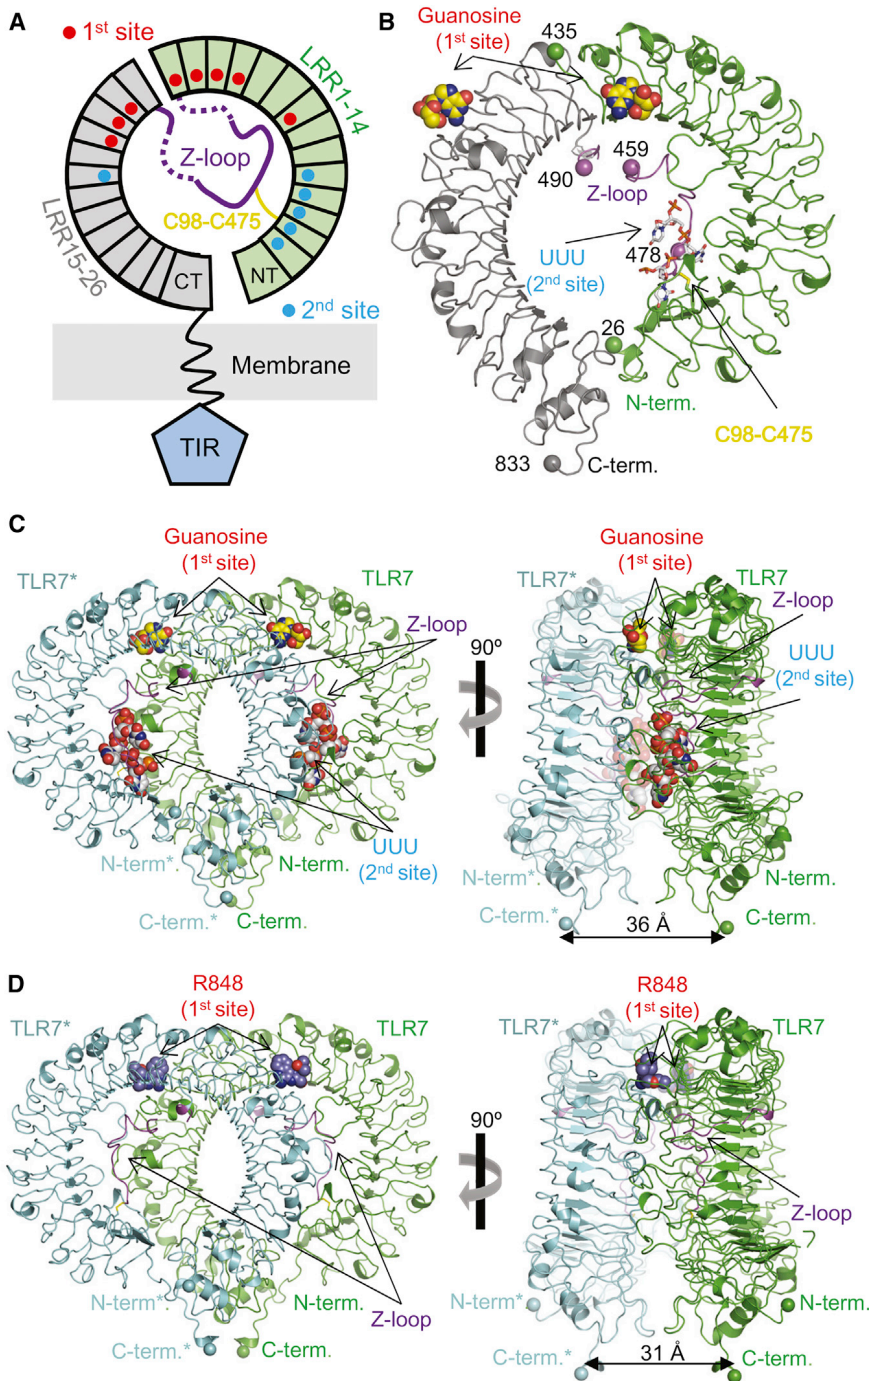 A
1st site
LRR1-14
Z-loop
C98-C475
LRR15-26
CT
NT
2nd site
Membrane
TIR
B
Guanosine
(1st site)
435
490
459
Z-loop
UUU
(2nd site)
478
26
N-term.
C98-C475
833
C-term.
C
Guanosine
(1st site)
TLR7*
TLR7
Z-loop
UUU
(2nd site)
N-term*.
N-term.
C-term.*
C-term.
90º
Guanosine
(1st site)
TLR7*
TLR7
Z-loop
UUU
(2nd site)
N-term*.
N-term.
C-term.*
C-term.
36 Å
D
R848
(1st site)
TLR7*
TLR7
N-term*.
N-term.
Z-loop
C-term.*
C-term.
90º
R848
(1st site)
TLR7*
TLR7
Z-loop
N-term*
N-term.
C-term.*
C-term.
31 Å